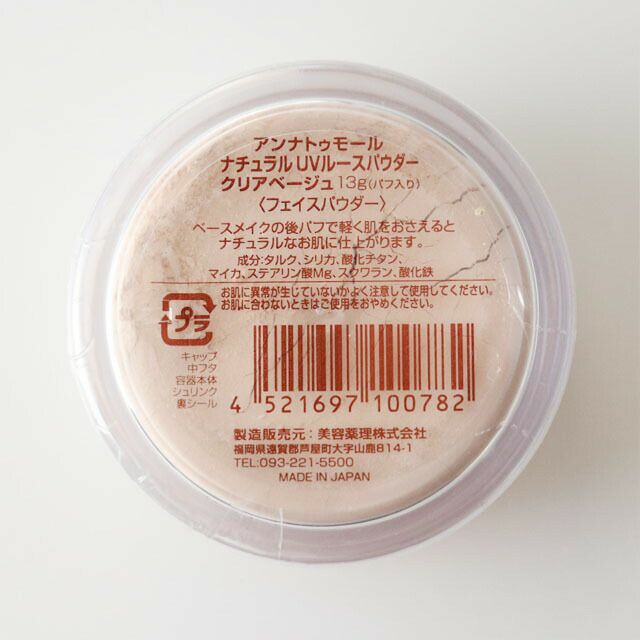 アンナトゥモール
ナチュラルUVルースパウダー
クリアベージュ13g(パフ入り)
〈フェイスパウダー〉
ベースメイクの後パフで軽く肌をおさえると
ナチュラルなお肌に仕上がります。
成分:タルク、シリカ、酸化チタン、
マイカ、ステアリン酸Mg、スクワラン、酸化鉄
お肌に異常が生じていないかよく注意して使用してください。
お肌に合わないときはご使用をおやめください。
プラ
キャップ
中フタ
容器本体
シュリンク
裏シール
4 521697 100782
製造販売元:美容薬理株式会社
福岡県遠賀郡芦屋町大字山鹿814-1
TEL:093-221-5500
MADE IN JAPAN